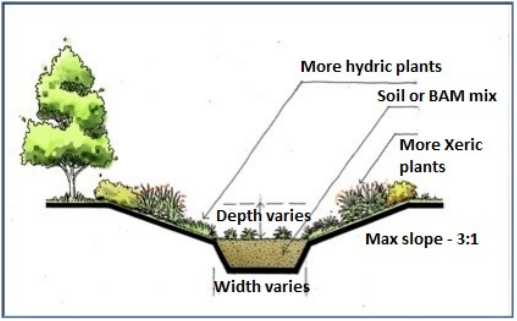 More hydric plants
Soil or BAM mix
More Xeric
plants
Depth varies
Max slope - 3:1
Width varies